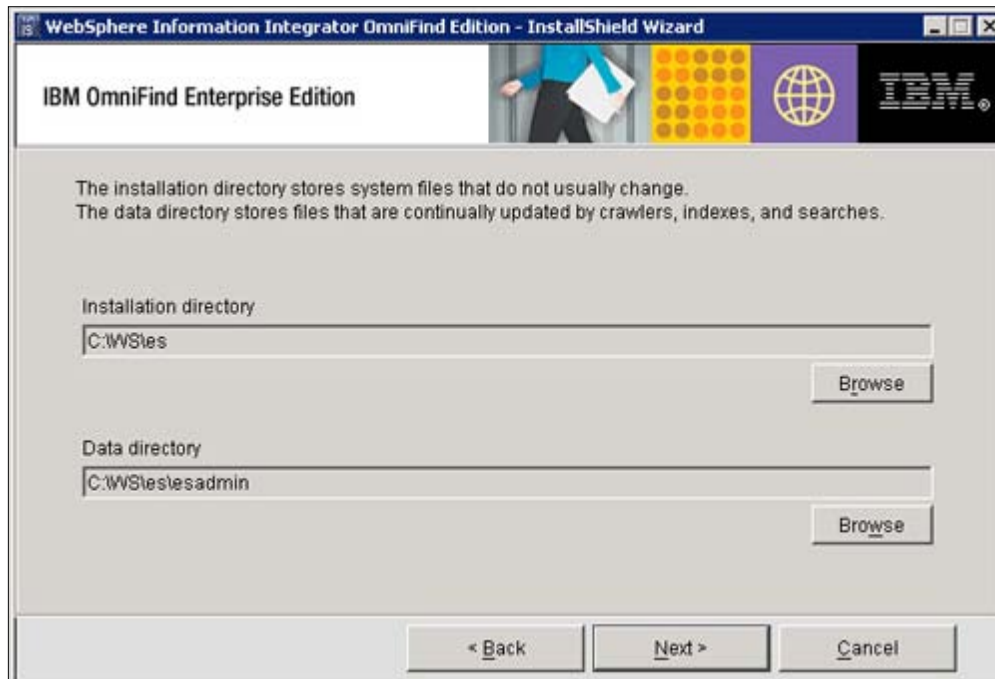 WebSphere Information Integrator OmniFind Edition - InstallShield Wizard
IBM OmniFind Enterprise Edition
IBM®
The installation directory stores system files that do not usually change.
The data directory stores files that are continually updated by crawlers, indexes, and searches.
Installation directory
C:\WS\es
Browse
Data directory
C:\WS\es\esadmin
Browse
< Back
Next >
Cancel